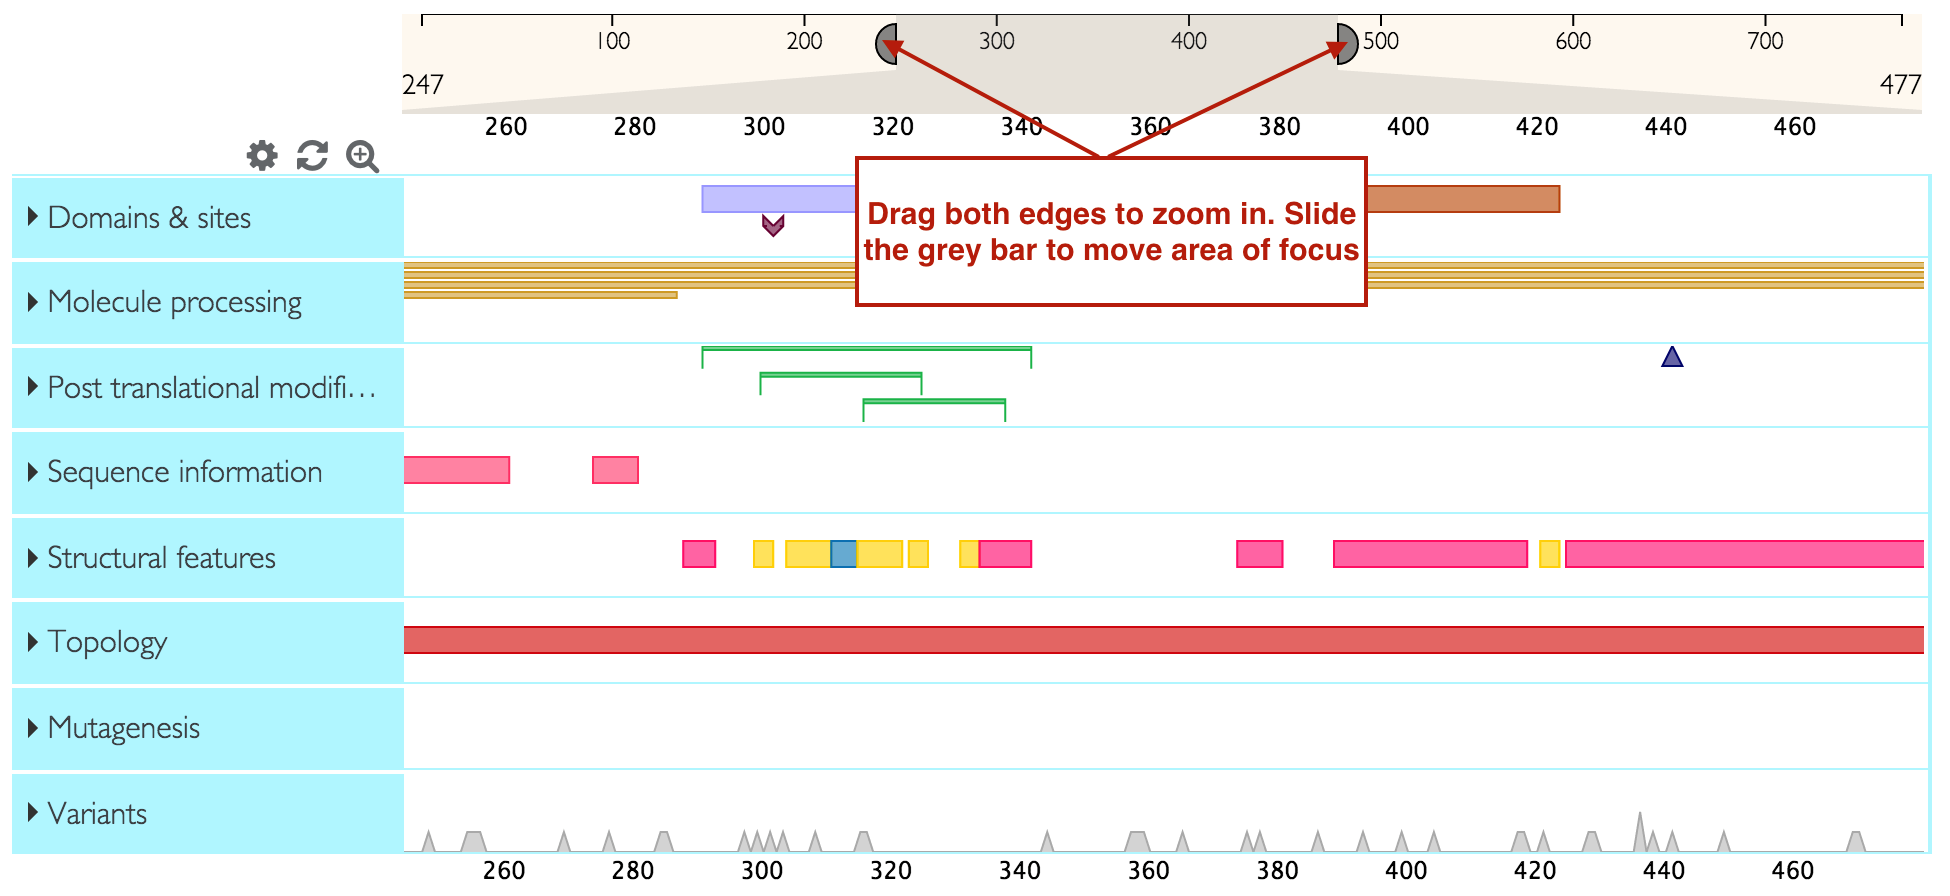 100 200 300 400 500 600 700
247 477
260 280 300 320 340 360 380 400 420 440 460
Domains & sites
Drag both edges to zoom in. Slide
the grey bar to move area of focus
Molecule processing
Post translational modifi...
Sequence information
Structural features
Topology
Mutagenesis
Variants
260 280 300 320 340 360 380 400 420 440 460